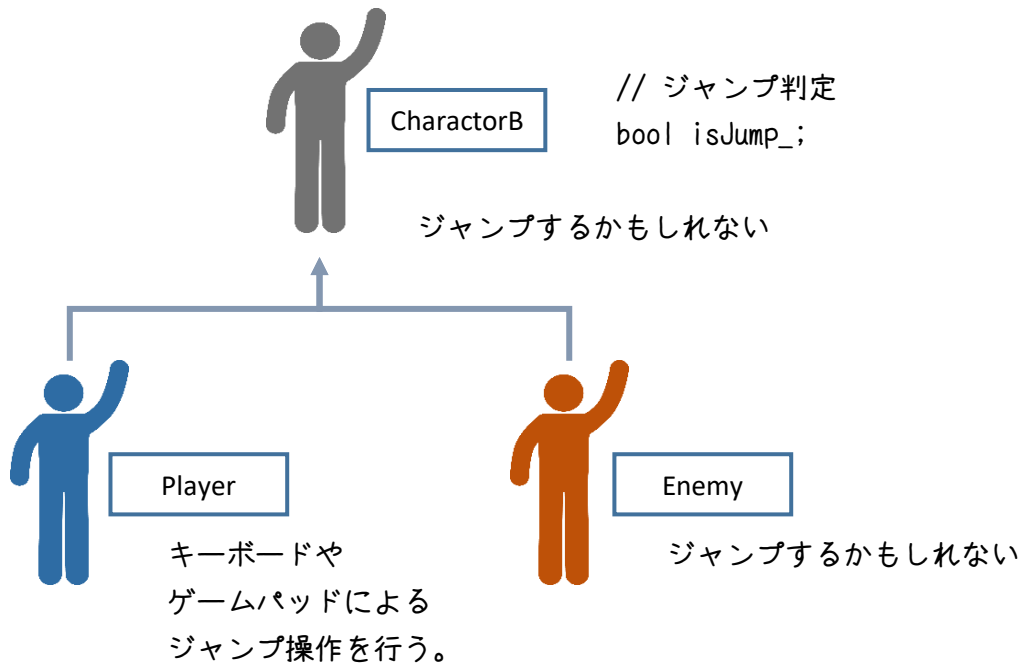 // ジャンプ判定
CharactorB
bool isJump_;
ジャンプするかもしれない
Player
Enemy
キーボードや
ゲームパッドによる
ジャンプ操作を行う。
ジャンプするかもしれない